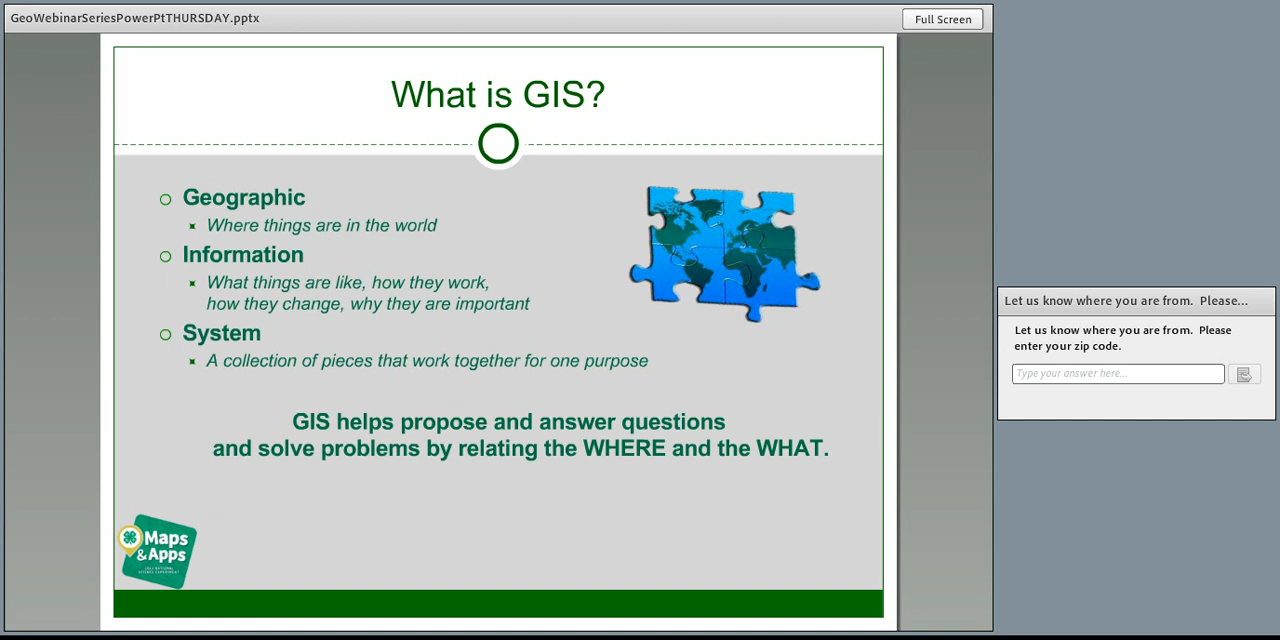 GeoWebinarSeriesPowerPtTHURSDAY.pptx
Full Screen
What is GIS?
Geographic
Where things are in the world
Information
What things are like, how they work,
how they change, why they are important
System
A collection of pieces that work together for one purpose
GIS helps propose and answer questions
and solve problems by relating the WHERE and the WHAT.
Maps
& Apps
Let us know where you are from. Please...
Let us know where you are from. Please
enter your zip code.
Type your answer here...